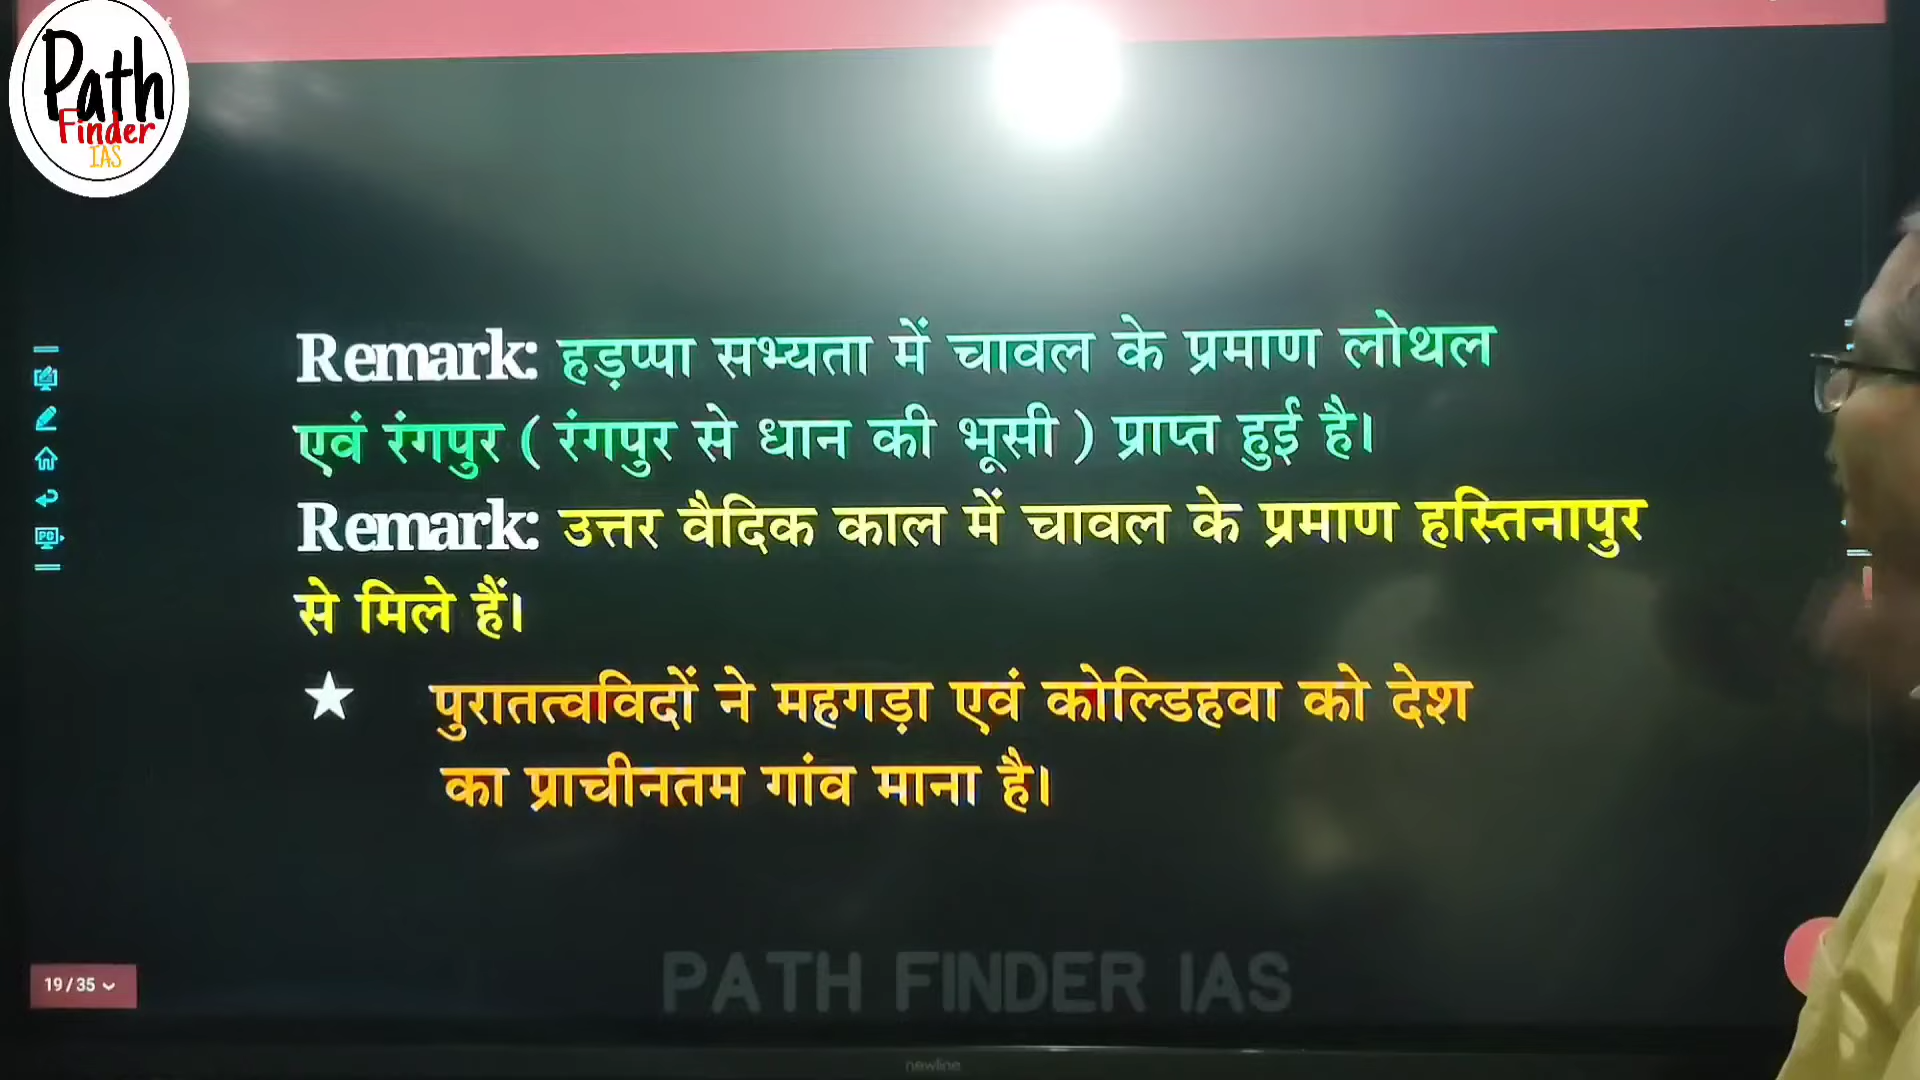 Path
Finder
IAS
Remark: हड़प्पा सभ्यता में चावल के प्रमाण लोथल
एवं रंगपुर ( रंगपुर से धान की भूसी ) प्राप्त हुई है।
Remark: उत्तर वैदिक काल में चावल के प्रमाण हस्तिनापुर
से मिले हैं।
★ पुरातत्वविदों ने महगड़ा एवं कोल्डिहवा को देश
का प्राचीनतम गांव माना है।
19/35
PATH FINDER IAS
newline